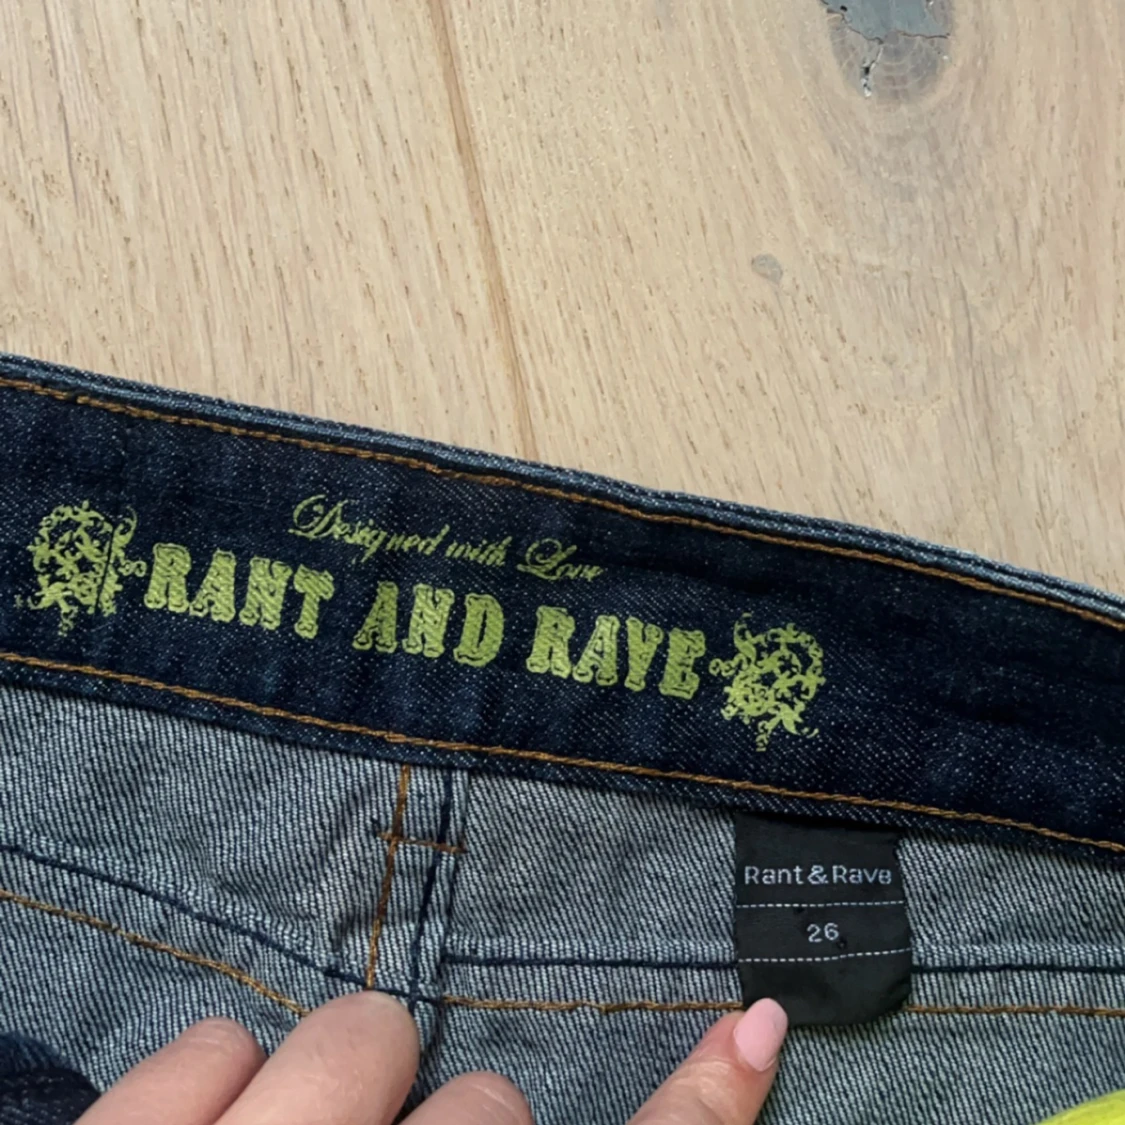 Designed with Love
RANT AND RAVE
Rant & Rave
26